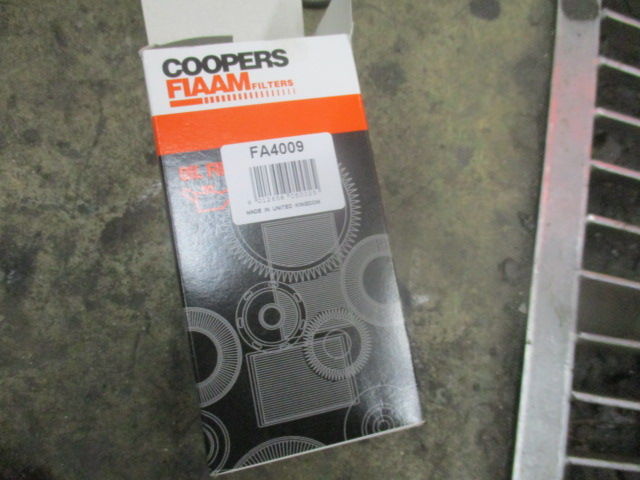 COOPERS
FIAAM FILTERS
FA4009
MADE IN UNITED KINGDOM